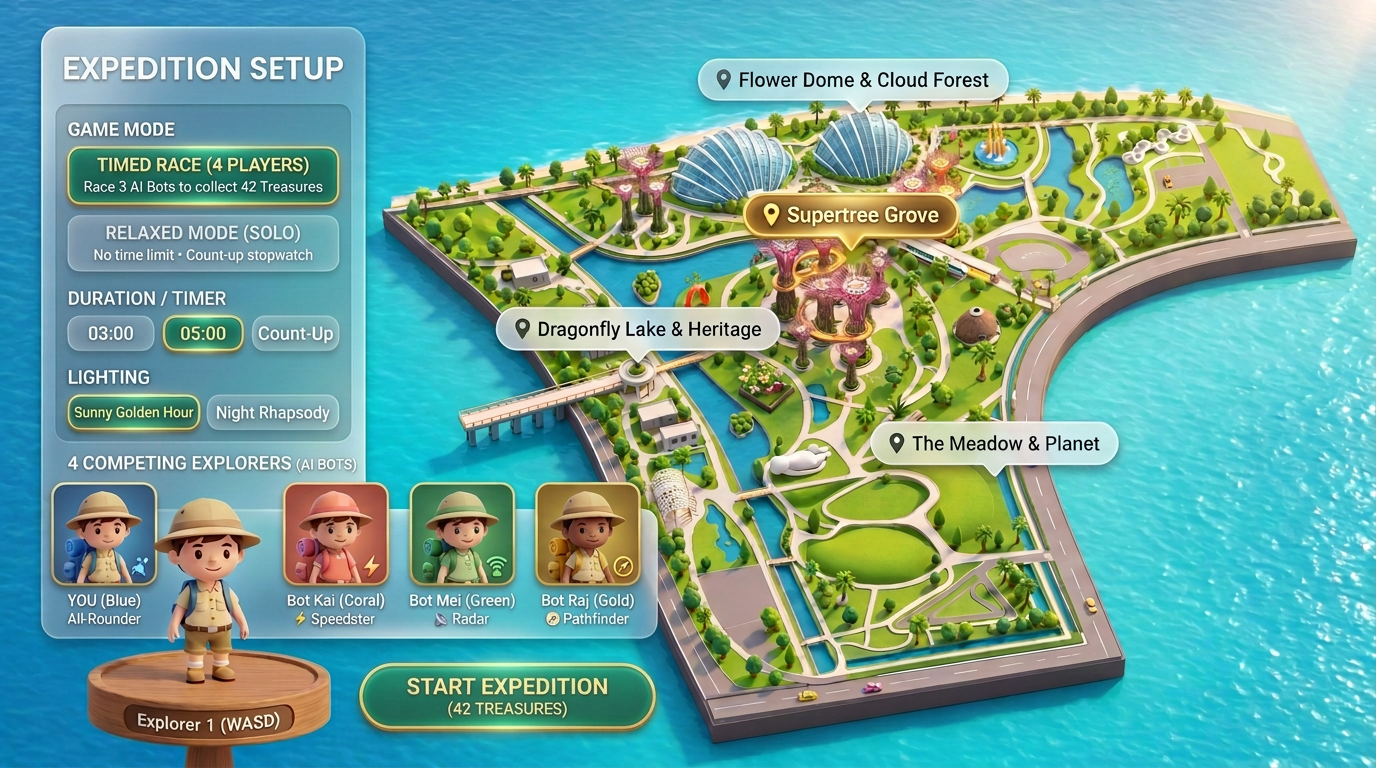 EXPEDITION SETUP
GAME MODE
TIMED RACE (4 PLAYERS)
Race 3 AI Bots to collect 42 Treasures
RELAXED MODE (SOLO)
No time limit • Count-up stopwatch
DURATION / TIMER
03:00
05:00
Count-Up
LIGHTING
Sunny Golden Hour
Night Rhapsody
4 COMPETING EXPLORERS (AI BOTS)
YOU (Blue)
All-Rounder
Bot Kai (Coral)
Speedster
Bot Mei (Green)
Radar
Bot Raj (Gold)
Pathfinder
Explorer 1 (WASD)
START EXPEDITION
(42 TREASURES)
Flower Dome & Cloud Forest
Supertree Grove
Dragonfly Lake & Heritage
The Meadow & Planet